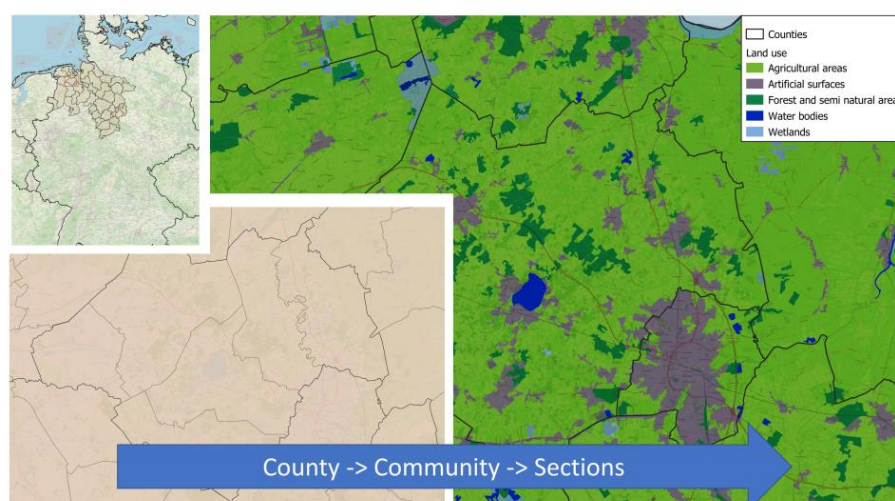 Counties
Land use
Agricultural areas
Artificial surfaces
Forest and semi natural area
Water bodies
Wetlands
County -> Community -> Sections